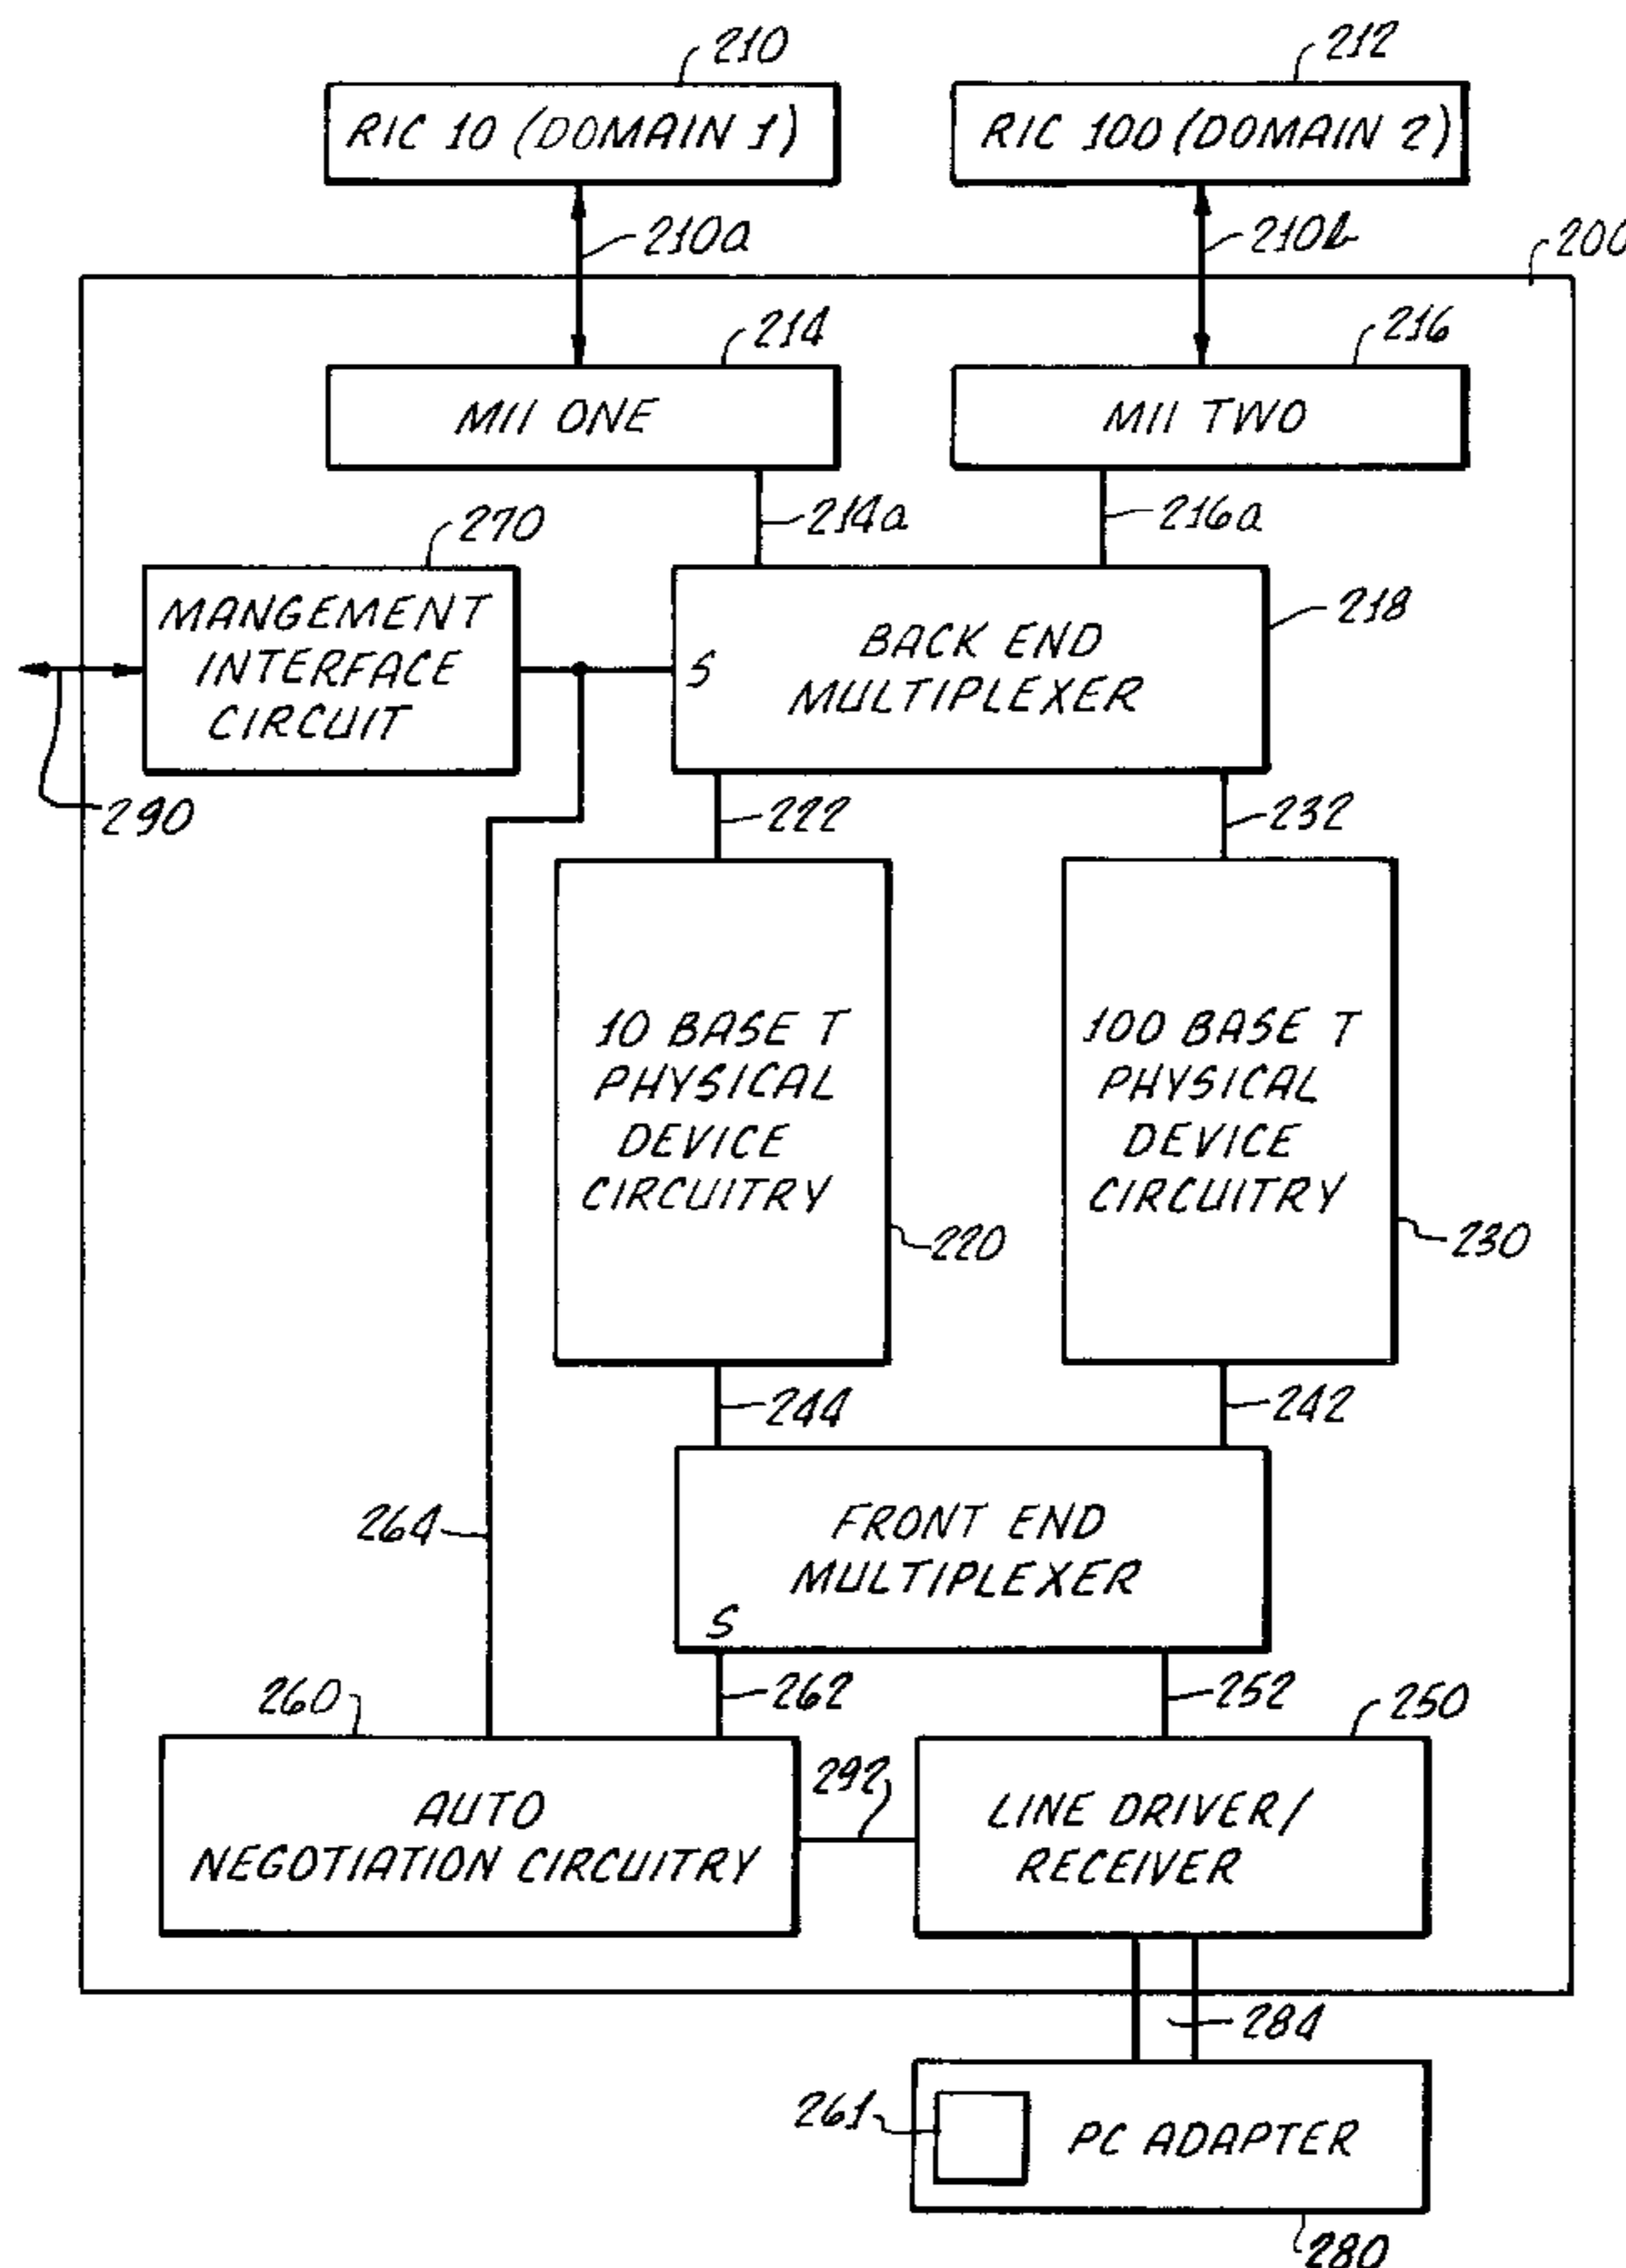 210
212
RIC 10 (DOMAIN 1)
RIC 100 (DOMAIN 2)
210a
210b
200
214
216
MII ONE
MII TWO
214a
216a
270
MANGEMENT
INTERFACE
CIRCUIT
S
BACK END
MULTIPLEXER
218
290
222
232
10 BASE T
PHYSICAL
DEVICE
CIRCUITRY
100 BASE T
PHYSICAL
DEVICE
CIRCUITRY
220
230
244
242
264
FRONT END
MULTIPLEXER
S
260
262
252
250
292
AUTO
NEGOTIATION CIRCUITRY
LINE DRIVER/
RECEIVER
284
261
PC ADAPTER
280